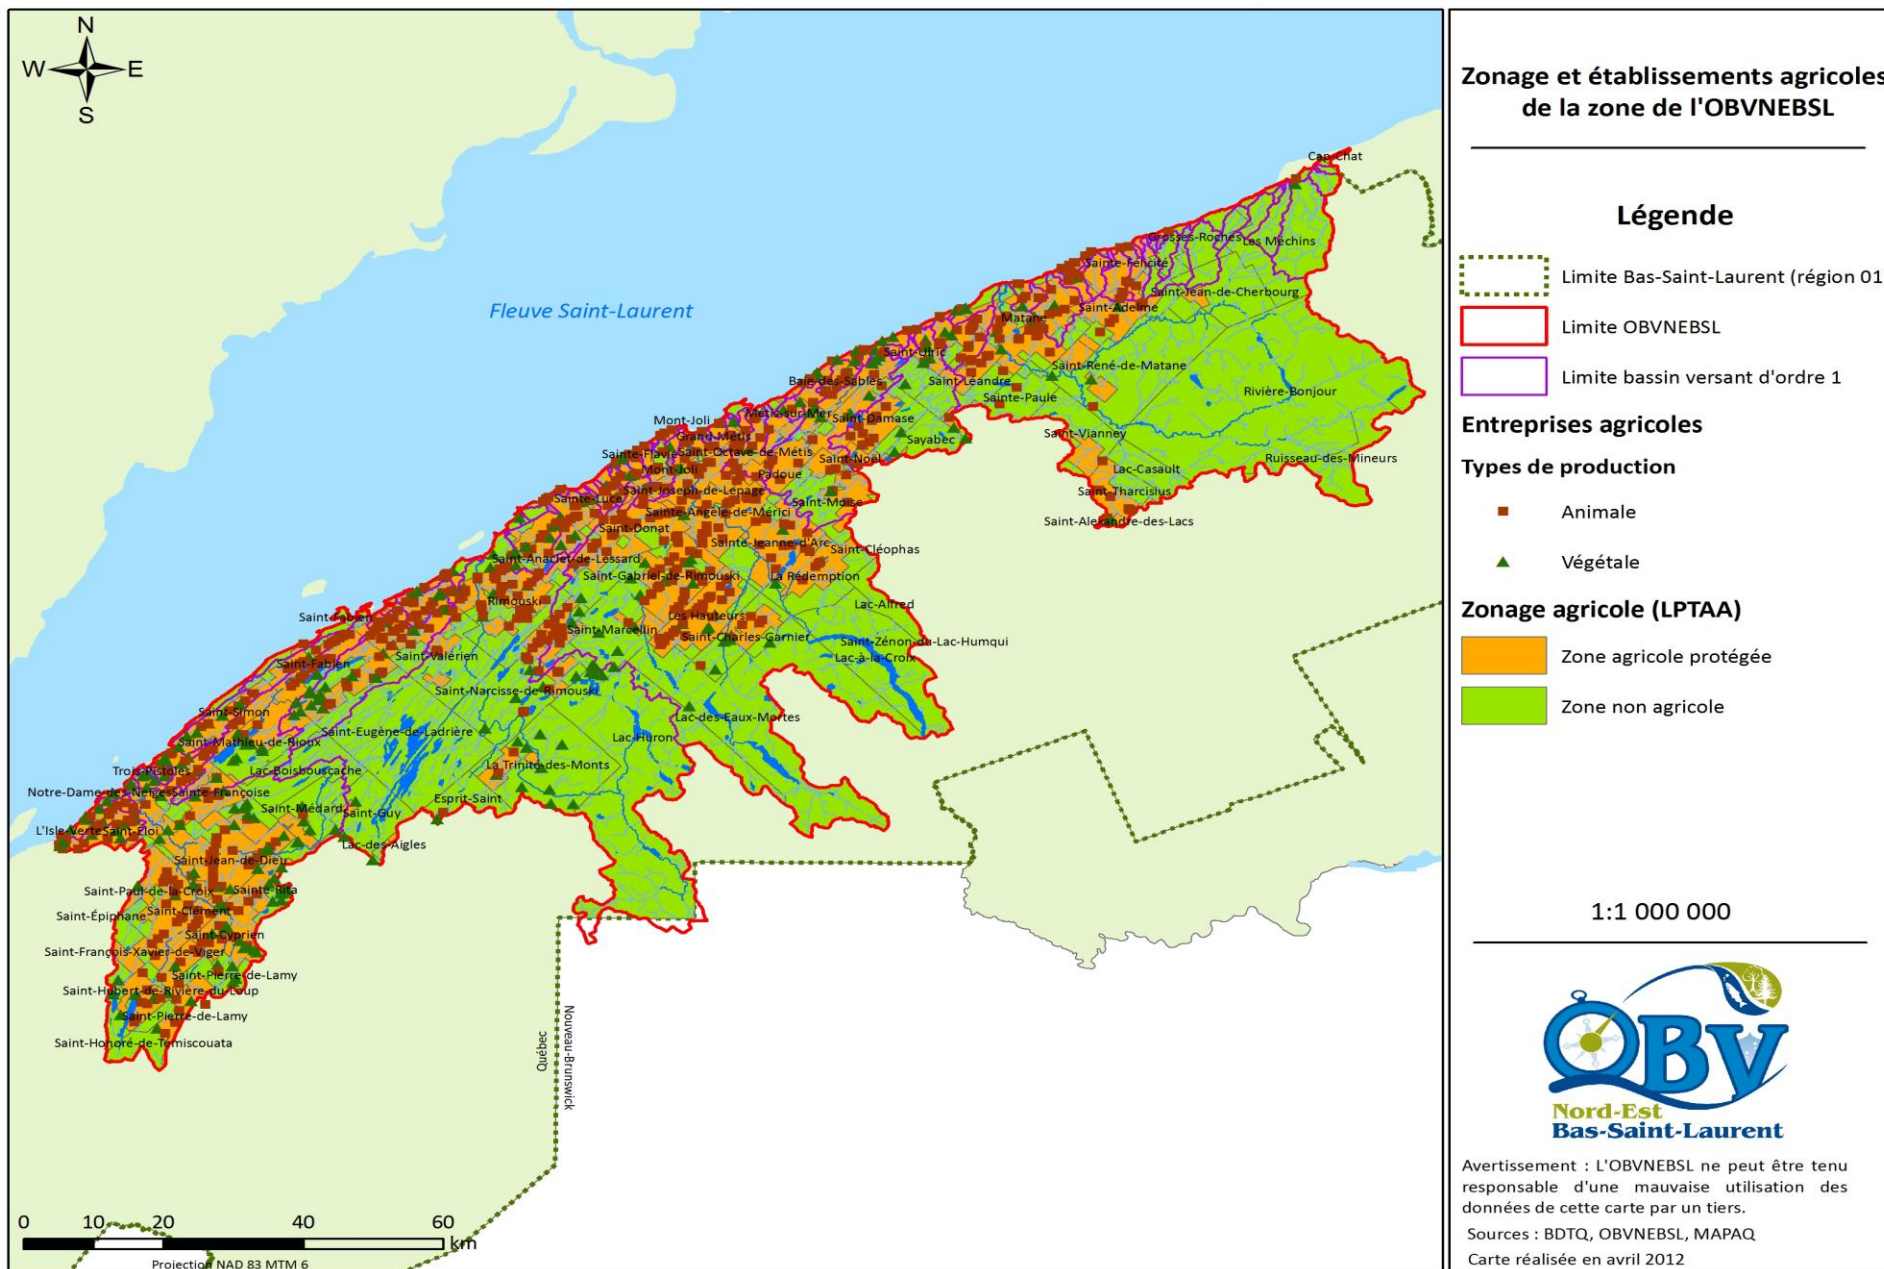 N
W E
S
Fleuve Saint-Laurent
Cap-Chat
Grosses-Roches
Les Méchins
Sainte-Félicité
Saint-Jean-de-Cherbourg
Saint-Adelme
Matane
Saint-Ulric
Saint-René-de-Matane
Saint-Léandre
Baie-des-Sables
Rivière-Bonjour
Sainte-Paule
Métis-sur-Mer
Saint-Damase
Mont-Joli
Grand-Métis
Saint-Vianney
Sayabec
Sainte-Flavie
Saint-Octave-de-Métis
Saint-Noël
Ruisseau-des-Mineurs
Mont-Joli
Padoue
Lac-Casault
Saint-Joseph-de-Lepage
Saint-Tharcisius
Sainte-Luce
Saint-Moïse
Sainte-Angèle-de-Mérici
Saint-Alexandre-des-Lacs
Saint-Donat
Sainte-Jeanne-d'Arc
Saint-Cléophas
Saint-Anaclet-de-Lessard
Saint-Gabriel-de-Rimouski
La Rédemption
Rimouski
Lac-Alfred
Saint-Fabien
Les Hauteurs
Saint-Marcellin
Saint-Charles-Garnier
Saint-Zénon-du-Lac-Humqui
Saint-Valérien
Lac-à-la-Croix
Saint-Fabien
Saint-Narcisse-de-Rimouski
Saint-Simon
Lac-des-Eaux-Mortes
Saint-Eugène-de-Ladrière
Lac-Huron
Saint-Mathieu-de-Rioux
La Trinité-des-Monts
Trois-Pistoles
Lac-Boisbouscache
Notre-Dame-des-Neiges
Sainte-Françoise
Esprit-Saint
Saint-Médard
Saint-Guy
L'Isle-Verte
Saint-Éloi
Lac-des-Aigles
Saint-Jean-de-Dieu
Saint-Paul-de-la-Croix
Sainte-Rita
Saint-Épiphane
Saint-Clément
Saint-Cyprien
Saint-François-Xavier-de-Viger
Saint-Pierre-de-Lamy
Saint-Hubert-de-Rivière-du-Loup
Saint-Pierre-de-Lamy
Saint-Honoré-de-Témiscouata
Québec
Nouveau-Brunswick
0 10 20 40 60
km
Projection NAD 83 MTM 6
Zonage et établissements agricoles
de la zone de l'OBVNEBSL
Légende
Limite Bas-Saint-Laurent (région 01
Limite OBVNEBSL
Limite bassin versant d'ordre 1
Entreprises agricoles
Types de production
Animale
Végétale
Zonage agricole (LPTAA)
Zone agricole protégée
Zone non agricole
1:1 000 000
OBV
Nord-Est
Bas-Saint-Laurent
Avertissement : L'OBVNEBSL ne peut être tenu
responsable d'une mauvaise utilisation des
données de cette carte par un tiers.
Sources : BDTQ, OBVNEBSL, MAPAQ
Carte réalisée en avril 2012